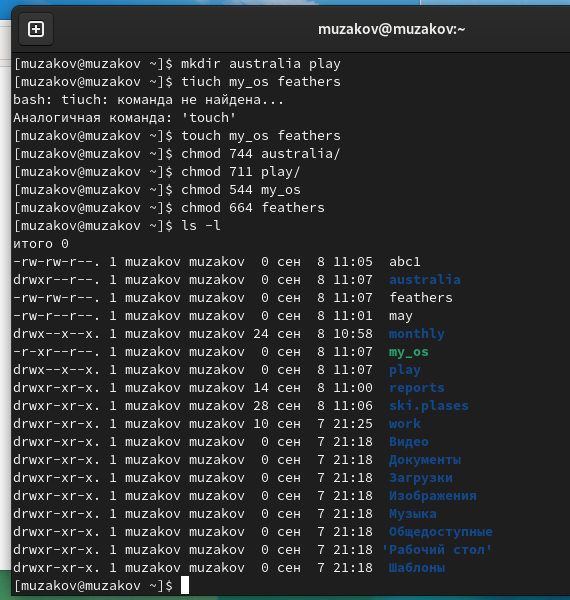 muzakov@muzakov:~
[muzakov@muzakov ~]$ mkdir australia play
[muzakov@muzakov ~]$ tiuch my_os feathers
bash: tiuch: команда не найдена...
Аналогичная команда: 'touch'
[muzakov@muzakov ~]$ touch my_os feathers
[muzakov@muzakov ~]$ chmod 744 australia/
[muzakov@muzakov ~]$ chmod 711 play/
[muzakov@muzakov ~]$ chmod 544 my_os
[muzakov@muzakov ~]$ chmod 664 feathers
[muzakov@muzakov ~]$ ls -l
итого 0
-rw-rw-r--. 1 muzakov muzakov  0 сен  8 11:05  abc1
drwxr--r--. 1 muzakov muzakov  0 сен  8 11:07  australia
-rw-rw-r--. 1 muzakov muzakov  0 сен  8 11:07  feathers
-rw-r--r--. 1 muzakov muzakov  0 сен  8 11:01  may
drwx--x--x. 1 muzakov muzakov 24 сен  8 10:58  monthly
-r-xr--r--. 1 muzakov muzakov  0 сен  8 11:07  my_os
drwx--x--x. 1 muzakov muzakov  0 сен  8 11:07  play
drwxr-xr-x. 1 muzakov muzakov 14 сен  8 11:00  reports
drwxr-xr-x. 1 muzakov muzakov 28 сен  8 11:06  ski.plases
drwxr-xr-x. 1 muzakov muzakov 10 сен  7 21:25  work
drwxr-xr-x. 1 muzakov muzakov  0 сен  7 21:18  Видео
drwxr-xr-x. 1 muzakov muzakov  0 сен  7 21:18  Документы
drwxr-xr-x. 1 muzakov muzakov  0 сен  7 21:18  Загрузки
drwxr-xr-x. 1 muzakov muzakov  0 сен  7 21:18  Изображения
drwxr-xr-x. 1 muzakov muzakov  0 сен  7 21:18  Музыка
drwxr-xr-x. 1 muzakov muzakov  0 сен  7 21:18  Общедоступные
drwxr-xr-x. 1 muzakov muzakov  0 сен  7 21:18 'Рабочий стол'
drwxr-xr-x. 1 muzakov muzakov  0 сен  7 21:18  Шаблоны
[muzakov@muzakov ~]$